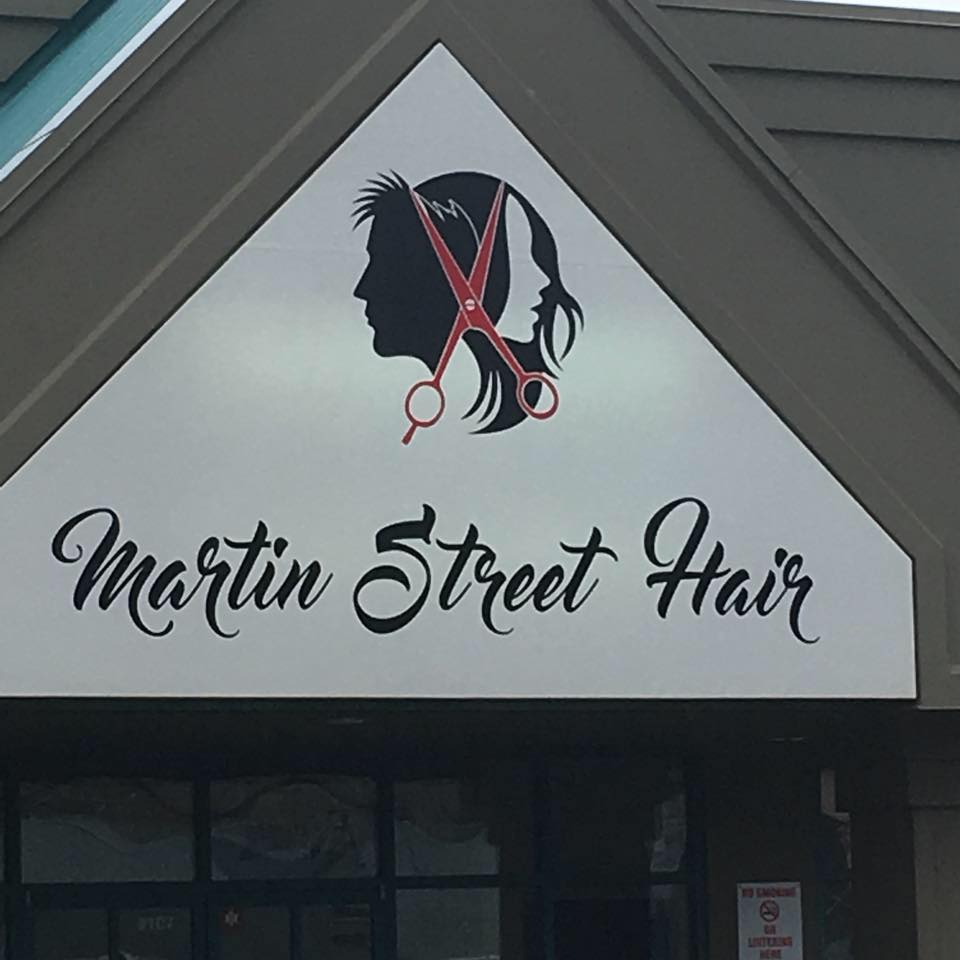 Martin Street Hair
NO SMOKING
OR
LOITERING
HERE